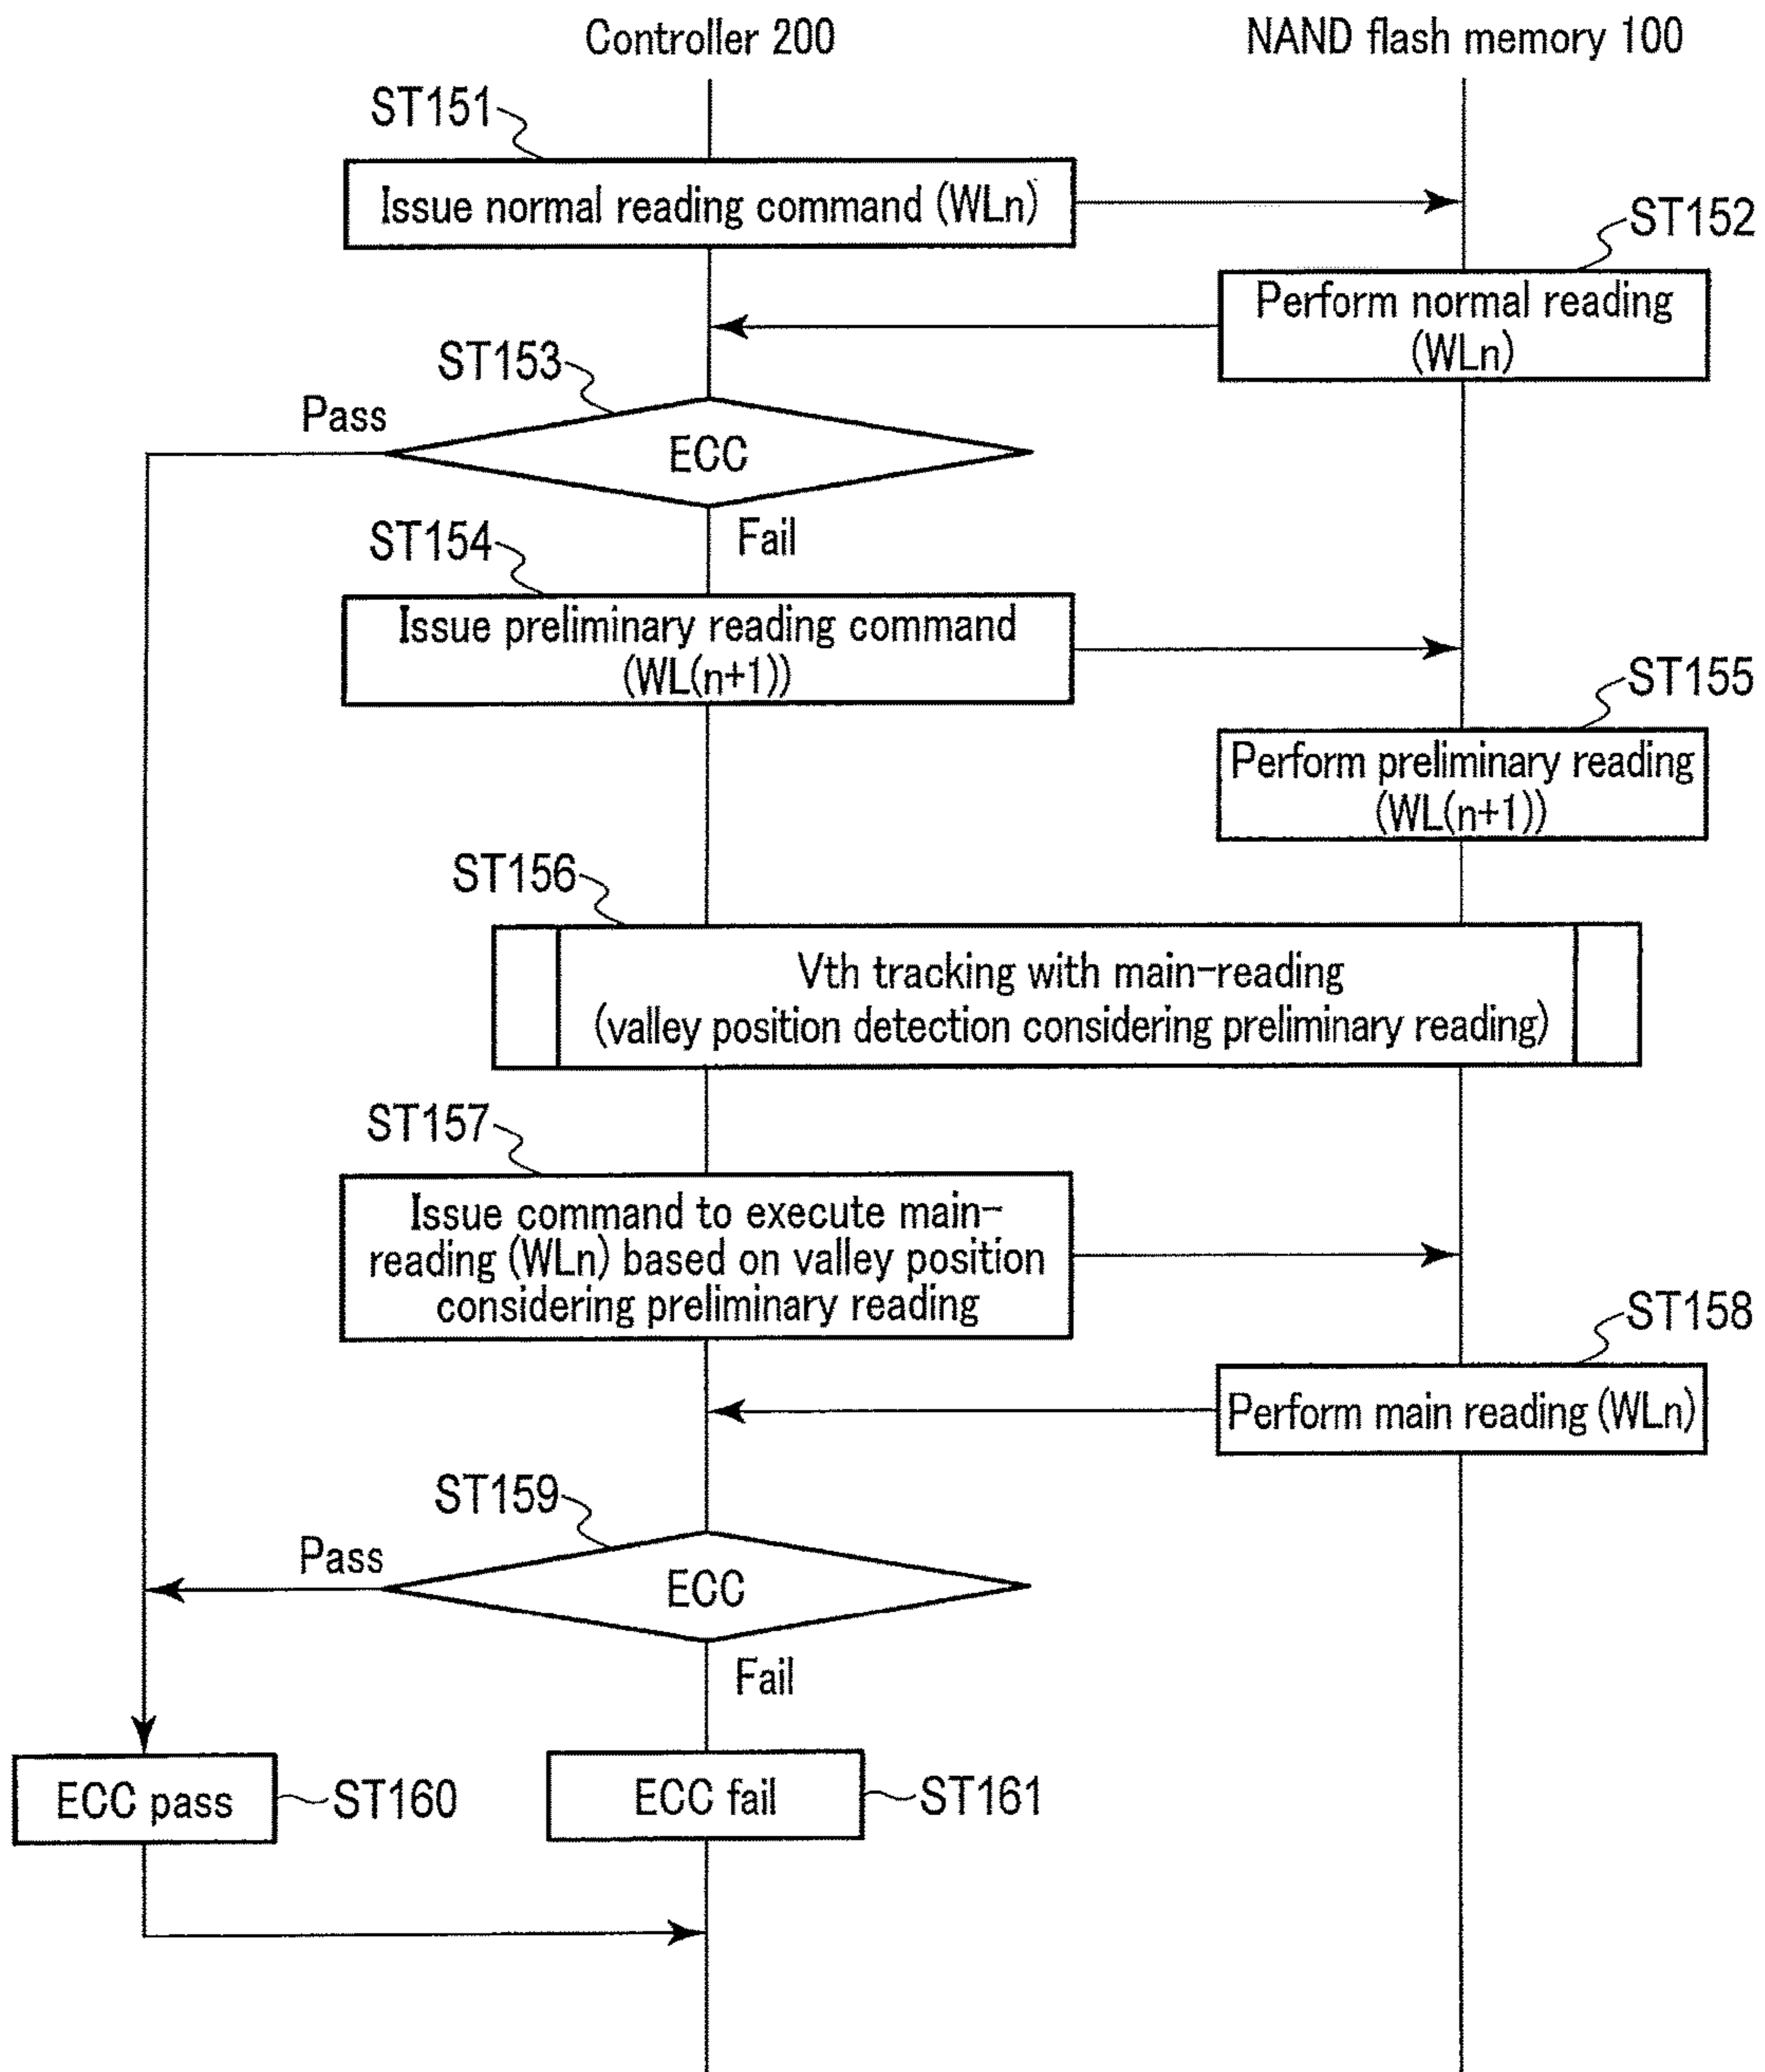 Controller 200
NAND flash memory 100
ST151
Issue normal reading command (WLn)
ST152
Perform normal reading
(WLn)
ST153
Pass
ECC
Fail
ST154
Issue preliminary reading command
(WL(n+1))
ST155
Perform preliminary reading
(WL(n+1))
ST156
Vth tracking with main-reading
(valley position detection considering preliminary reading)
ST157
Issue command to execute main-
reading (WLn) based on valley position
considering preliminary reading
ST158
Perform main reading (WLn)
ST159
Pass
ECC
Fail
ECC pass
ST160
ECC fail
ST161